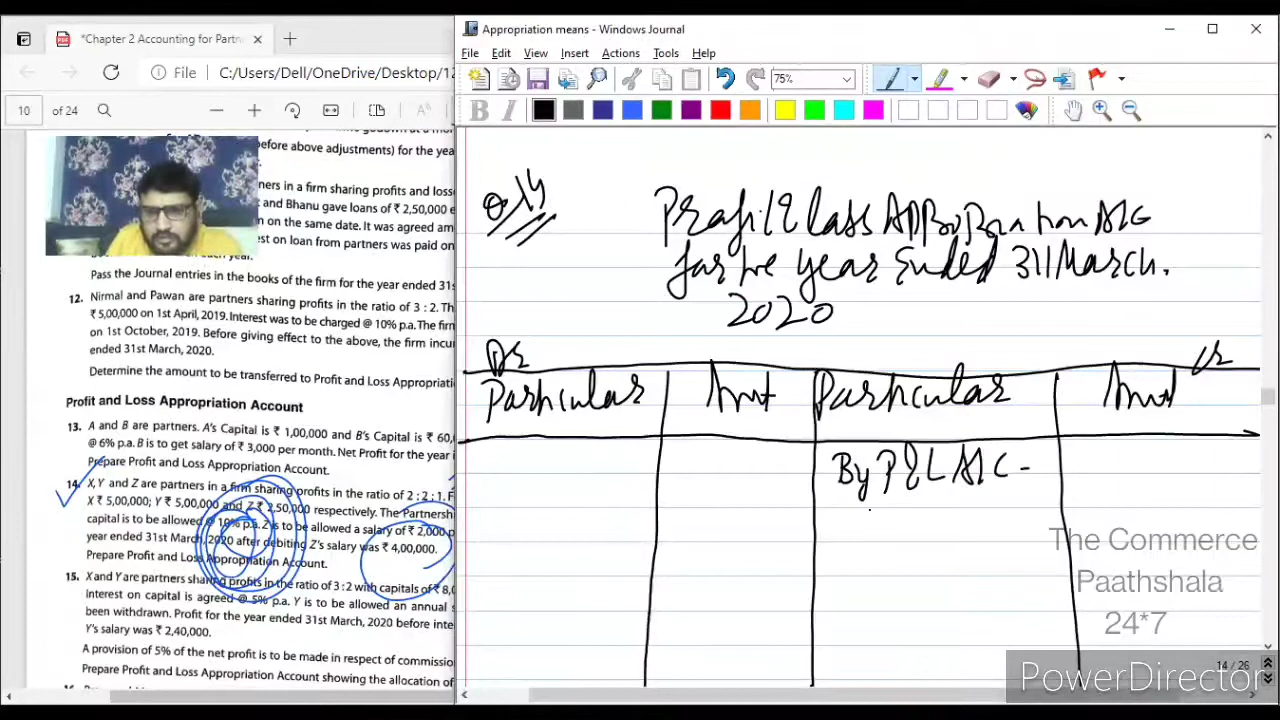 *Chapter 2 Accounting for Partn
File C:/Users/Dell/OneDrive/Desktop/12
10 of 24
efore above adjustments) for the yea
ners in a firm sharing profits and losse
t and Bhanu gave loans of ₹ 2,50,000
n on the same date. It was agreed am
est on loan from partners was paid on
Pass the Journal entries in the books of the firm for the year ended 31s
12. Nirmal and Pawan are partners sharing profits in the ratio of 3 : 2. Th
₹ 5,00,000 on 1st April, 2019. Interest was to be charged @ 10% p.a. The firm
on 1st October, 2019. Before giving effect to the above, the firm incu
ended 31st March, 2020.
Determine the amount to be transferred to Profit and Loss Appropriati
Profit and Loss Appropriation Account
13. A and B are partners. A's Capital is ₹ 1,00,000 and B's Capital is ₹ 60,
@ 6% p.a. B is to get salary of ₹ 3,000 per month. Net Profit for the year i
Prepare Profit and Loss Appropriation Account.
14. X, Y and Z are partners in a firm sharing profits in the ratio of 2 : 2 : 1. F
X ₹ 5,00,000; Y ₹ 5,00,000 and Z ₹ 2,50,000 respectively. The Partnership
capital is to be allowed @ 10% p.a. Z is to be allowed a salary of ₹ 2,000 p
year ended 31st March, 2020 after debiting Z's salary was ₹ 4,00,000.
Prepare Profit and Loss Appropriation Account.
15. X and Y are partners sharing profits in the ratio of 3 : 2 with capitals of ₹ 8,0
Interest on capital is agreed @ 5% p.a. Y is to be allowed an annual s
been withdrawn. Profit for the year ended 31st March, 2020 before inte
Y's salary was ₹ 2,40,000.
A provision of 5% of the net profit is to be made in respect of commissio
Prepare Profit and Loss Appropriation Account showing the allocation of
Appropriation means - Windows Journal
File Edit View Insert Actions Tools Help
75%
B I
Q.14
Profit & Loss Appropriation A/c
for the year Ended 31 March.
2020
Dr Cr
Particular Amt Particular Amt
By P&L A/C -
The Commerce
Paathshala
24*7
14 / 26
PowerDirector